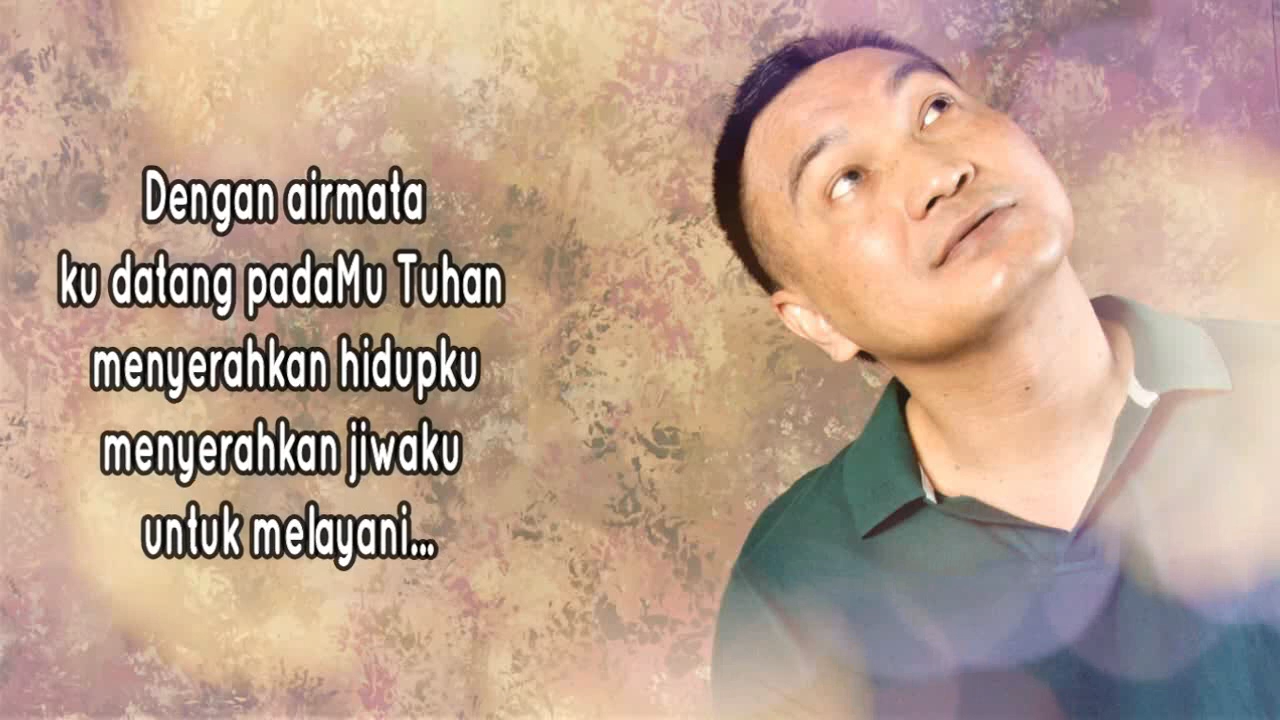 Dengan airmata
ku datang padaMu Tuhan
menyerahkan hidupku
menyerahkan jiwaku
untuk melayani...